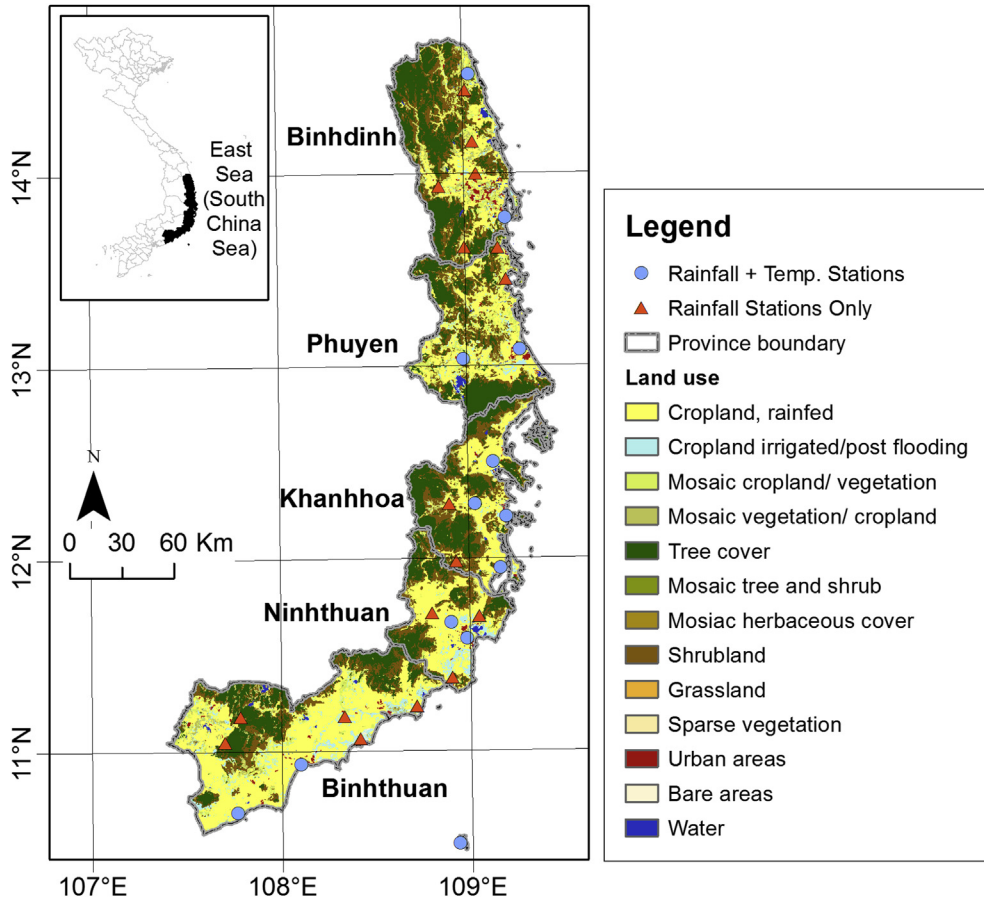 East
Sea
(South
China
Sea)
Binhdinh
Phuyen
Khanhhoa
Ninhthuan
Binhthuan
14°N
13°N
12°N
11°N
107°E
108°E
109°E
N
0 30 60 Km
Legend
Rainfall + Temp. Stations
Rainfall Stations Only
Province boundary
Land use
Cropland, rainfed
Cropland irrigated/post flooding
Mosaic cropland/ vegetation
Mosaic vegetation/ cropland
Tree cover
Mosaic tree and shrub
Mosiac herbaceous cover
Shrubland
Grassland
Sparse vegetation
Urban areas
Bare areas
Water